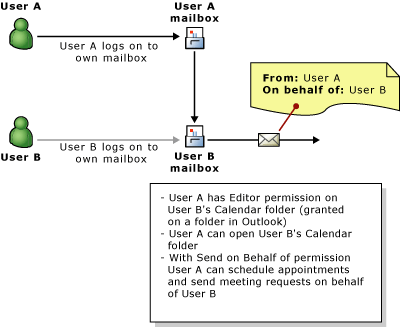 User A
User A
mailbox
User A logs on to
own mailbox
From: User A
On behalf of: User B
User B
User B logs on to
own mailbox
User B
mailbox
- User A has Editor permission on
User B's Calendar folder (granted
on a folder in Outlook)
- User A can open User B's Calendar
folder
- With Send on Behalf of permission
User A can schedule appointments
and send meeting requests on behalf
of User B